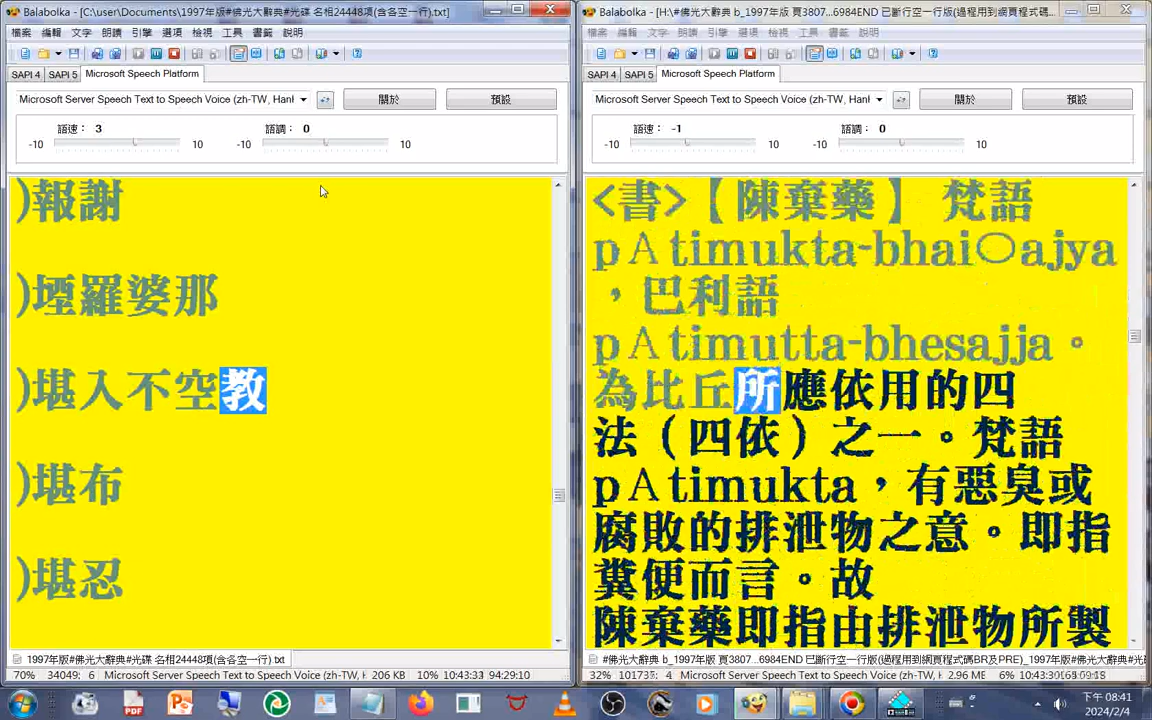 Balabolka - [C:\user\Documents\1997年版#佛光大辭典#光碟 名相24448項(含各空一行).txt]
檔案 編輯 文字 朗讀 引擎 選項 檢視 工具 書籤 說明
SAPI 4 SAPI 5 Microsoft Speech Platform
Microsoft Server Speech Text to Speech Voice (zh-TW, HanH
關於 預設
語速： 3 語調： 0
-10 10 -10 10
)報謝
)堙羅婆那
)堪入不空教
)堪布
)堪忍
1997年版#佛光大辭典#光碟 名相24448項(含各空一行).txt
70% 34049: 6 Microsoft Server Speech Text to Speech Voice (zh-TW, H 206 KB 10% 10:43:33 94:29:10
Balabolka - [H:\#佛光大辭典 b_1997年版 頁3807...6984END 已斷行空一行版(過程用到網頁程式碼...
檔案 編輯 文字 朗讀 引擎 選項 檢視 工具 書籤 說明
SAPI 4 SAPI 5 Microsoft Speech Platform
Microsoft Server Speech Text to Speech Voice (zh-TW, HanH
關於 預設
語速： -1 語調： 0
-10 10 -10 10
<書>【陳棄藥】 梵語
pＡtimukta-bhai○ajya
，巴利語
pＡtimutta-bhesajja。
為比丘所應依用的四
法（四依）之一。梵語
pＡtimukta，有惡臭或
腐敗的排泄物之意。即指
糞便而言。故
陳棄藥即指由排泄物所製
#佛光大辭典 b_1997年版 頁3807...6984END 已斷行空一行版(過程用到網頁程式碼BR及PRE)_1997年版#光
32% Microsoft Server Speech Text to Speech Voice (zh-TW, H 2.96 ME 6%
下午 08:41
2024/2/4